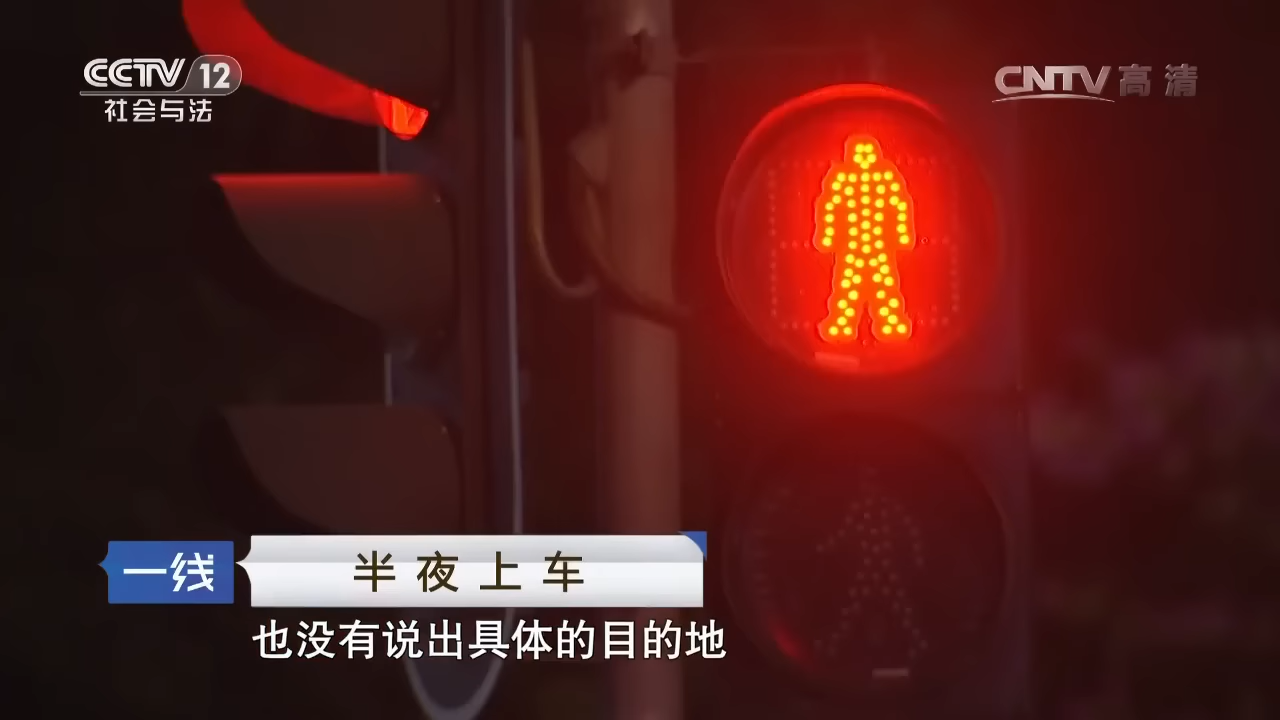 CCTV 12
社会与法
CNTV 高清
一线
半夜上车
也没有说出具体的目的地